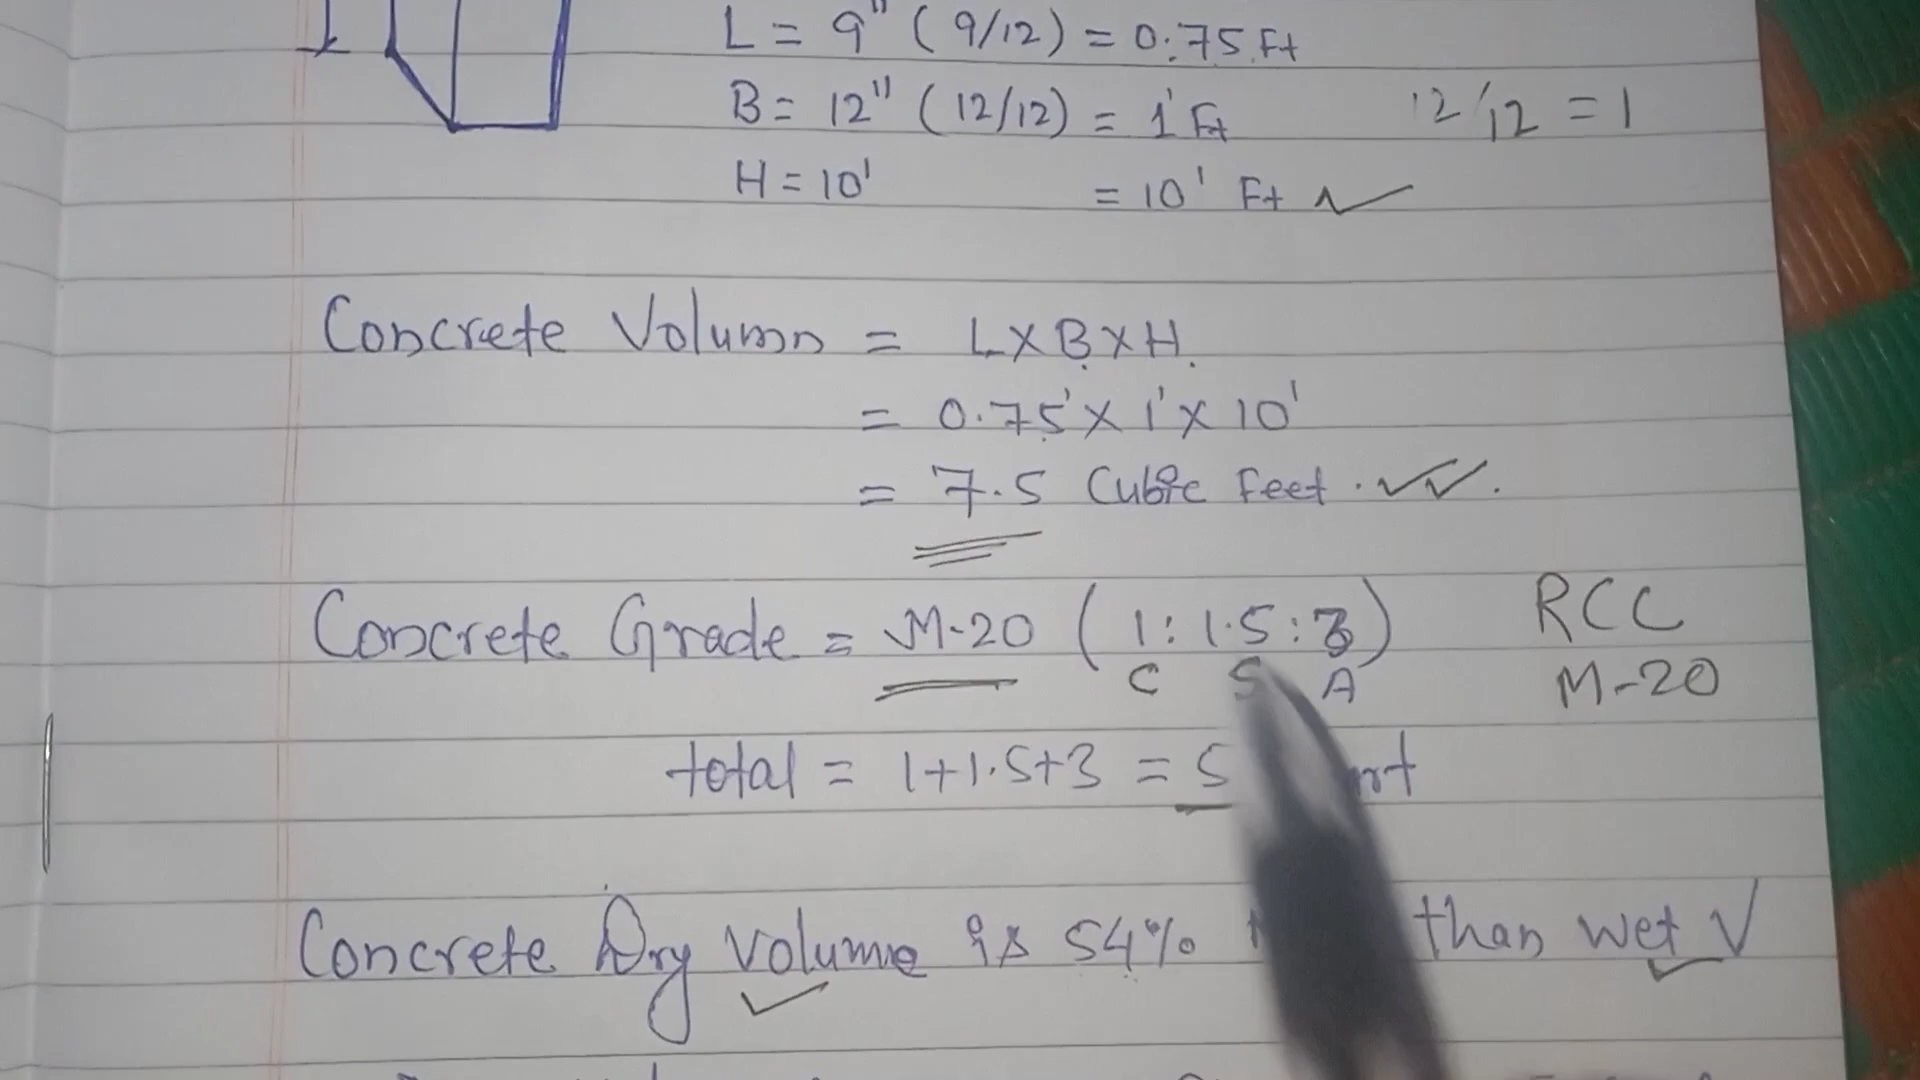 L = 9" (9/12) = 0.75 Ft
B = 12" (12/12) = 1' Ft 12/12 = 1
H = 10' = 10' Ft
Concrete Volumn = L×B×H.
= 0.75'×1'×10'
= 7.5 Cubic Feet.
Concrete Grade = M-20 (1:1.5:3) RCC
C S A M-20
total = 1+1.5+3 = 5
Concrete Dry Volume is 54% than wet V